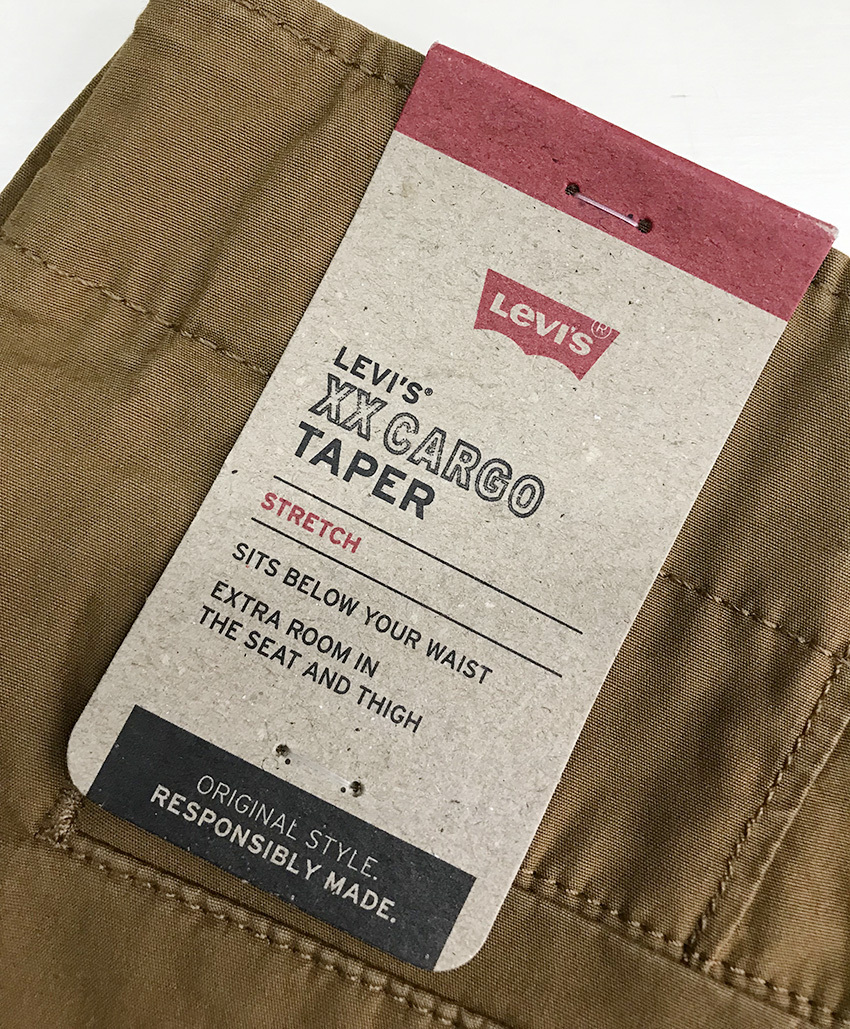 Levi's®
LEVI'S®
XX CARGO
TAPER
STRETCH
SITS BELOW YOUR WAIST
EXTRA ROOM IN
THE SEAT AND THIGH
ORIGINAL STYLE.
RESPONSIBLY MADE.